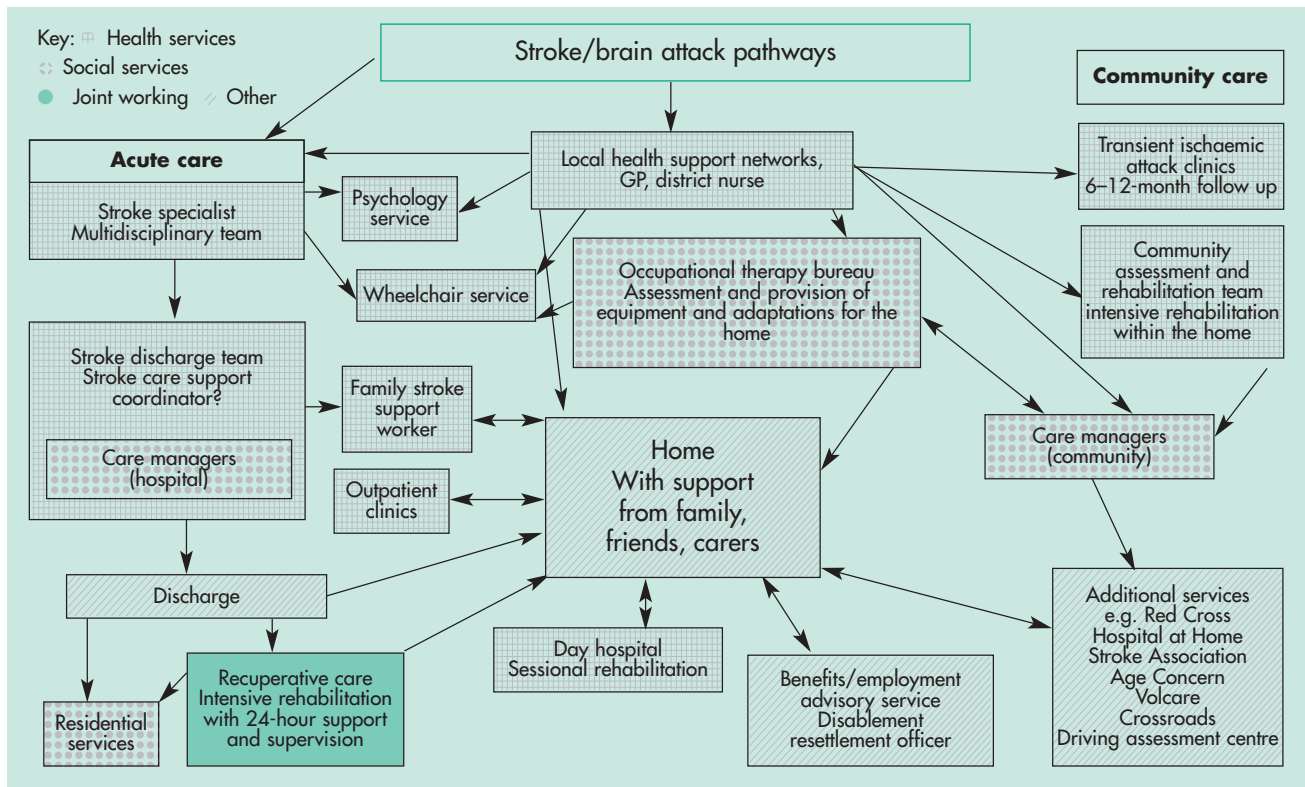 Key: Health services
Social services
Joint working Other
Stroke/brain attack pathways
Community care
Acute care
Stroke specialist
Multidisciplinary team
Psychology
service
Local health support networks,
GP, district nurse
Transient ischaemic
attack clinics
6–12-month follow up
Wheelchair service
Occupational therapy bureau
Assessment and provision of
equipment and adaptations for the
home
Community
assessment and
rehabilitation team
intensive rehabilitation
within the home
Stroke discharge team
Stroke care support
coordinator?
Care managers
(hospital)
Family stroke
support
worker
Outpatient
clinics
Home
With support
from family,
friends, carers
Care managers
(community)
Discharge
Residential
services
Recuperative care
Intensive rehabilitation
with 24-hour support
and supervision
Day hospital
Sessional rehabilitation
Benefits/employment
advisory service
Disablement
resettlement officer
Additional services
e.g. Red Cross
Hospital at Home
Stroke Association
Age Concern
Volcare
Crossroads
Driving assessment centre